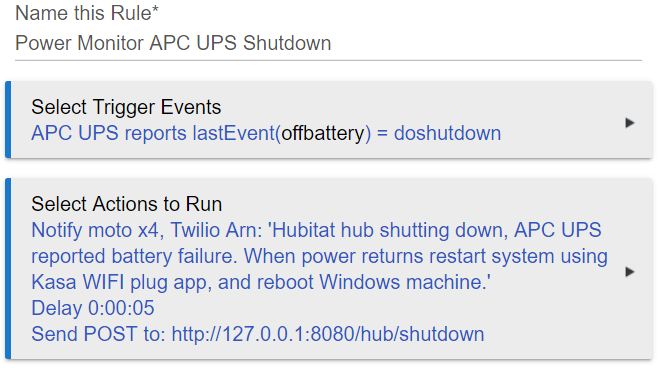 Name this Rule*
Power Monitor APC UPS Shutdown
Select Trigger Events
APC UPS reports lastEvent(offbattery) = doshutdown
Select Actions to Run
Notify moto x4, Twilio Arn: 'Hubitat hub shutting down, APC UPS
reported battery failure. When power returns restart system using
Kasa WIFI plug app, and reboot Windows machine.'
Delay 0:00:05
Send POST to: http://127.0.0.1:8080/hub/shutdown